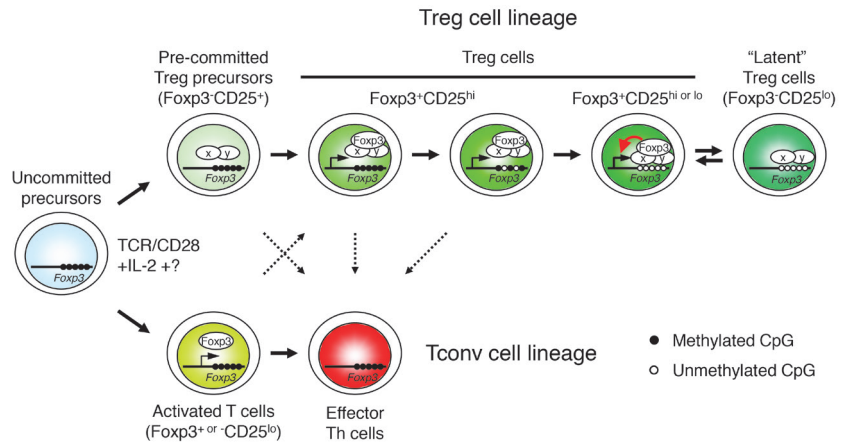 Treg cell lineage
Pre-committed
Treg precursors
(Foxp3-CD25+)
Treg cells
Foxp3+CD25hi
Foxp3+CD25hi or lo
“Latent”
Treg cells
(Foxp3-CD25lo)
x y
Foxp3
Foxp3
x y
Foxp3
Foxp3
x y
Foxp3
Foxp3
x y
Foxp3
x y
Foxp3
Uncommitted
precursors
Foxp3
TCR/CD28
+IL-2 +?
Foxp3
Foxp3
Foxp3
Activated T cells
(Foxp3+ or -CD25lo)
Effector
Th cells
Tconv cell lineage
Methylated CpG
Unmethylated CpG